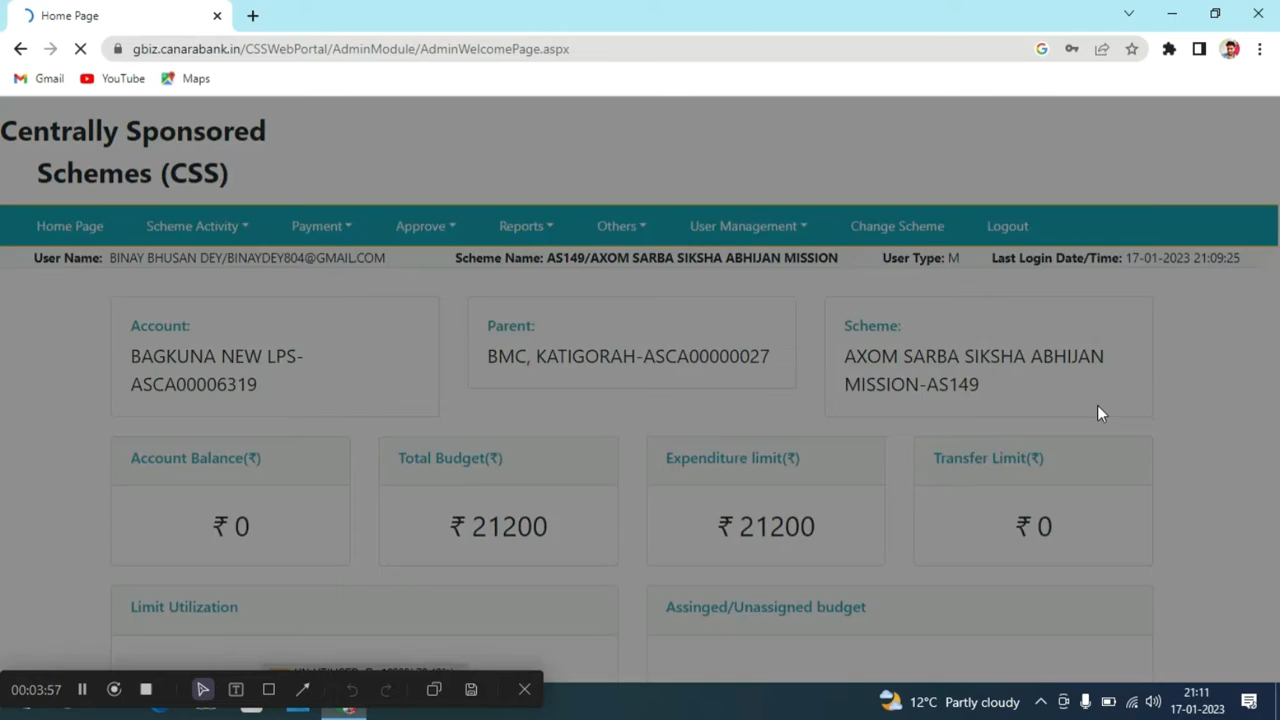 Home Page
gbiz.canarabank.in/CSSWebPortal/AdminModule/AdminWelcomePage.aspx
Gmail YouTube Maps
Centrally Sponsored
Schemes (CSS)
Home Page Scheme Activity Payment Approve Reports Others User Management Change Scheme Logout
User Name: BINAY BHUSAN DEY/BINAYDEY804@GMAIL.COM Scheme Name: AS149/AXOM SARBA SIKSHA ABHIJAN MISSION User Type: M Last Login Date/Time: 17-01-2023 21:09:25
Account: Parent: Scheme:
BAGKUNA NEW LPS- BMC, KATIGORAH-ASCA00000027 AXOM SARBA SIKSHA ABHIJAN
ASCA00006319 MISSION-AS149
Account Balance(₹) Total Budget(₹) Expenditure limit(₹) Transfer Limit(₹)
₹ 0 ₹ 21200 ₹ 21200 ₹ 0
Limit Utilization Assinged/Unassigned budget
00:03:57
12°C Partly cloudy
21:11
17-01-2023